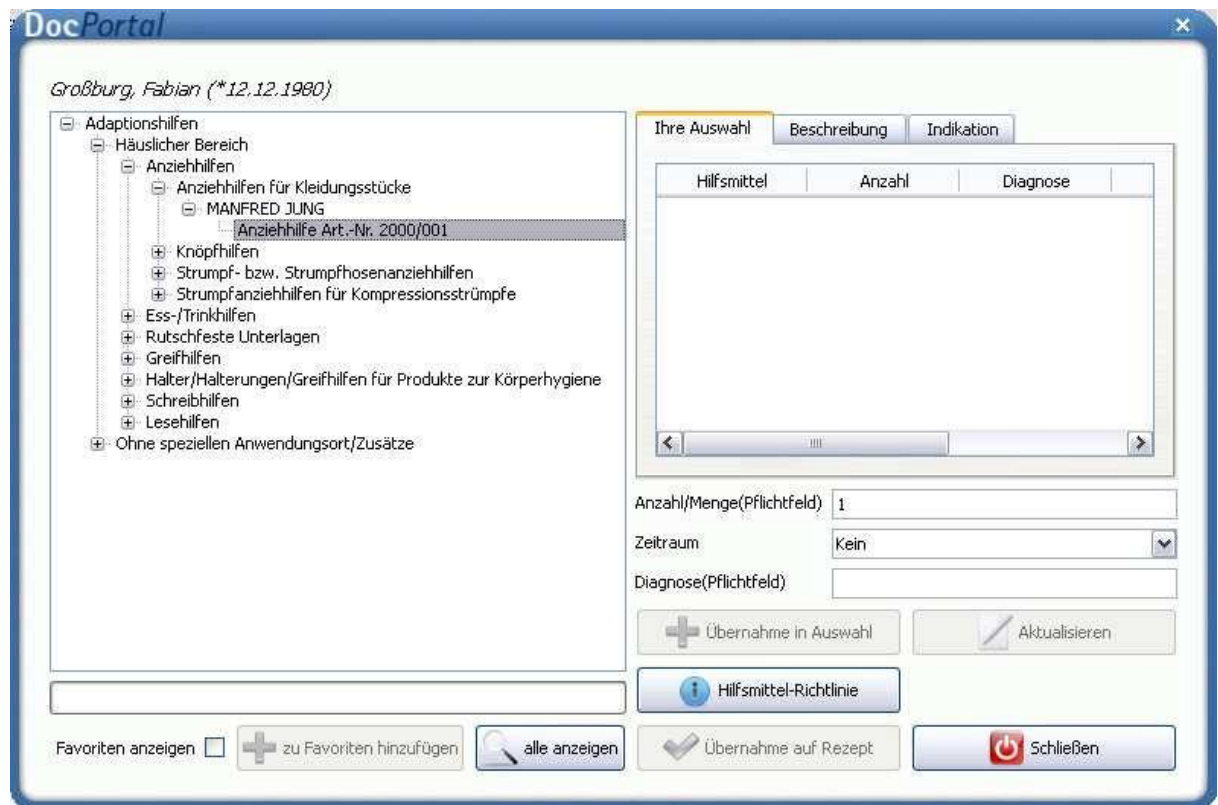 DocPortal
Großburg, Fabian (*12.12.1980)
Adaptionshilfen
Häuslicher Bereich
Anziehhilfen
Anziehhilfen für Kleidungsstücke
MANFRED JUNG
Anziehhilfe Art.-Nr. 2000/001
Knöpfhilfen
Strumpf- bzw. Strumpfhosenanziehhilfen
Strumpfanziehhilfen für Kompressionsstrümpfe
Ess-/Trinkhilfen
Rutschfeste Unterlagen
Greifhilfen
Halter/Halterungen/Greifhilfen für Produkte zur Körperhygiene
Schreibhilfen
Lesehilfen
Ohne speziellen Anwendungsort/Zusätze
Ihre Auswahl Beschreibung Indikation
Hilfsmittel Anzahl Diagnose
Anzahl/Menge(Pflichtfeld) 1
Zeitraum Kein
Diagnose(Pflichtfeld)
Übernahme in Auswahl Aktualisieren
Hilfsmittel-Richtlinie
Favoriten anzeigen zu Favoriten hinzufügen alle anzeigen Übernahme auf Rezept Schließen